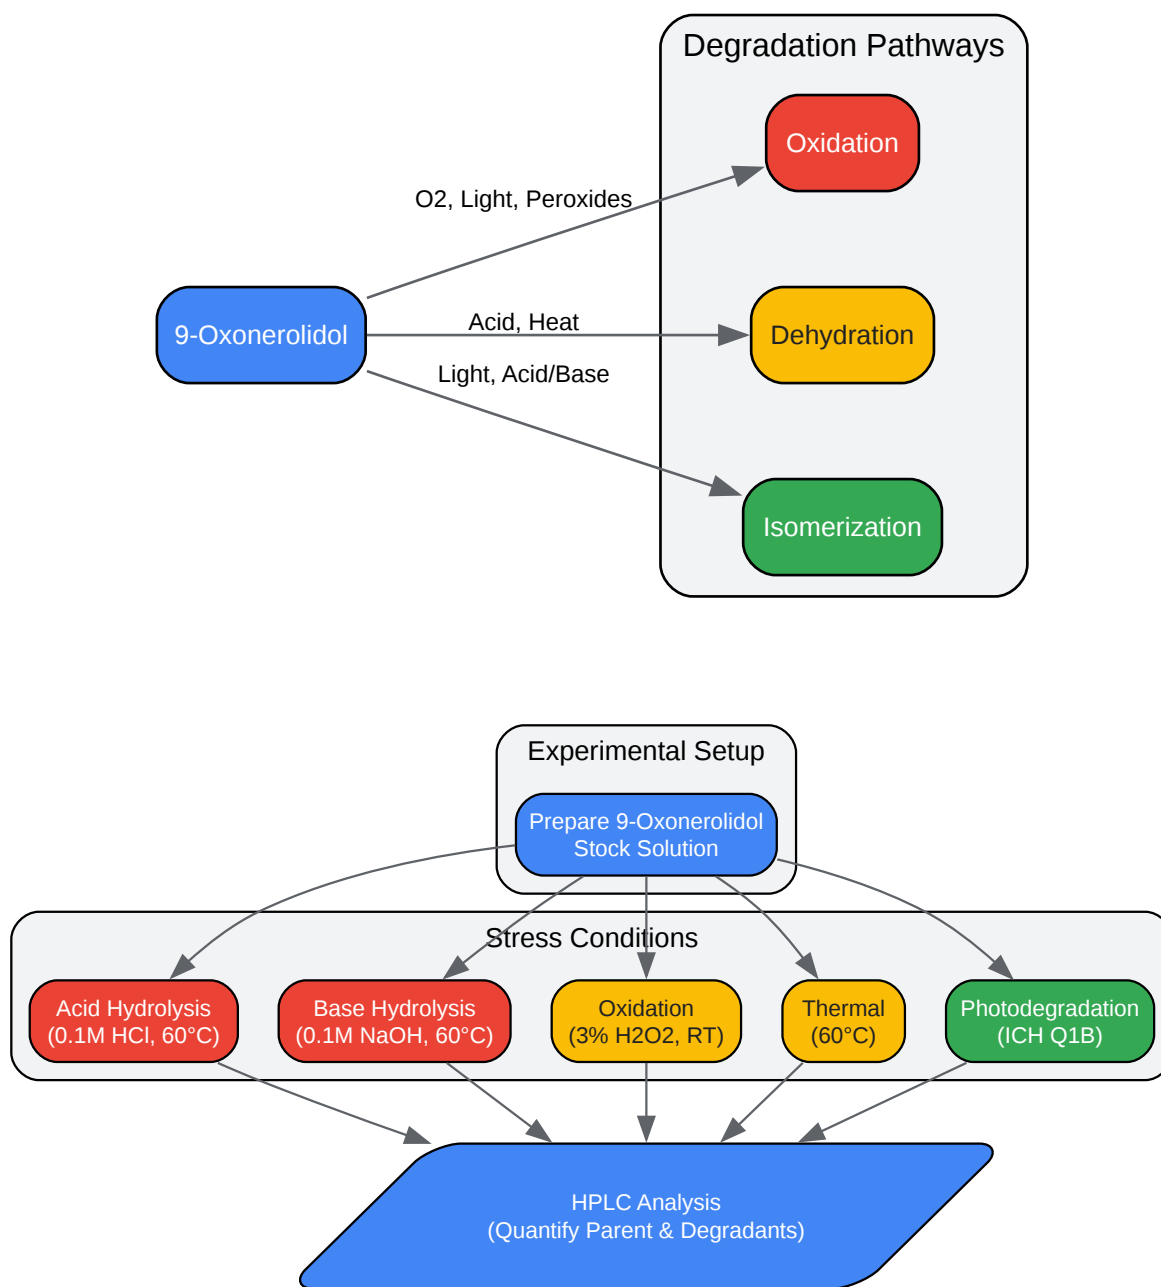 Degradation Pathways
Oxidation
O2, Light, Peroxides
9-Oxonerolidol
Acid, Heat
Dehydration
Light, Acid/Base
Isomerization
Experimental Setup
Prepare 9-Oxonerolidol
Stock Solution
Stress Conditions
Acid Hydrolysis
(0.1M HCl, 60°C)
Base Hydrolysis
(0.1M NaOH, 60°C)
Oxidation
(3% H2O2, RT)
Thermal
(60°C)
Photodegradation
(ICH Q1B)
HPLC Analysis
(Quantify Parent & Degradants)